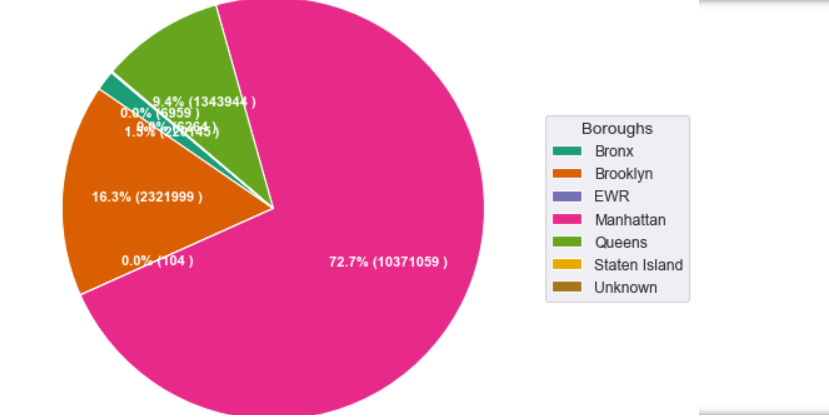 9.4% (1343944 )
0.0% (6959 )
1.5%
16.3% (2321999 )
0.0% (104 )
72.7% (10371059 )
Boroughs
Bronx
Brooklyn
EWR
Manhattan
Queens
Staten Island
Unknown